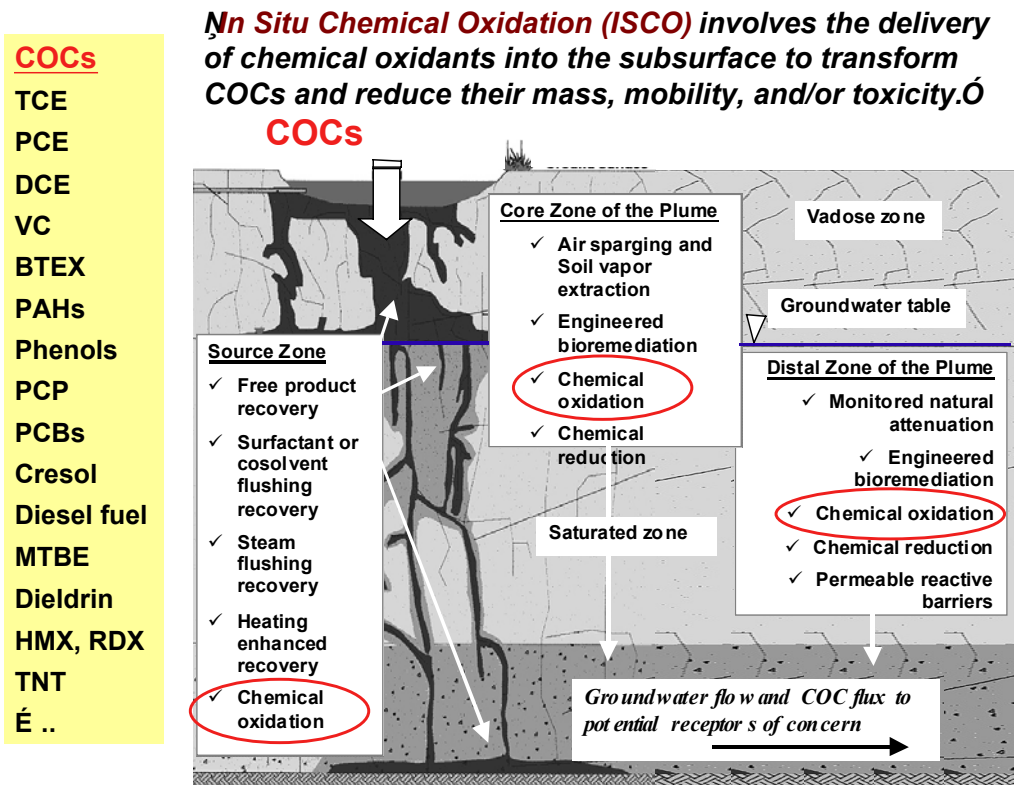 ŅIn Situ Chemical Oxidation (ISCO) involves the delivery
of chemical oxidants into the subsurface to transform
COCs and reduce their mass, mobility, and/or toxicity.Ó
COCs
TCE
PCE
DCE
VC
BTEX
PAHs
Phenols
PCP
PCBs
Cresol
Diesel fuel
MTBE
Dieldrin
HMX, RDX
TNT
É ..
COCs
Core Zone of the Plume
✓ Air sparging and
Soil vapor
extraction
✓ Engineered
bioremediation
✓ Chemical
oxidation
✓ Chemical
reduction
Vadose zone
Groundwater table
Source Zone
✓ Free product
recovery
✓ Surfactant or
cosolvent
flushing
recovery
✓ Steam
flushing
recovery
✓ Heating
enhanced
recovery
✓ Chemical
oxidation
Distal Zone of the Plume
✓ Monitored natural
attenuation
✓ Engineered
bioremediation
✓ Chemical oxidation
✓ Chemical reduction
✓ Permeable reactive
barriers
Saturated zone
Groundwater flow and COC flux to
potential receptor s of concern